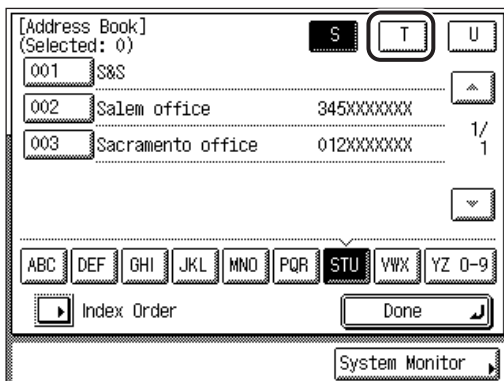 [Address Book]
(Selected: 0) S T U
001 S&S
002 Salem office 345XXXXXXX
003 Sacramento office 012XXXXXXX
1/
1
ABC DEF GHI JKL MNO PQR STU VWX YZ 0-9
Index Order Done
System Monitor